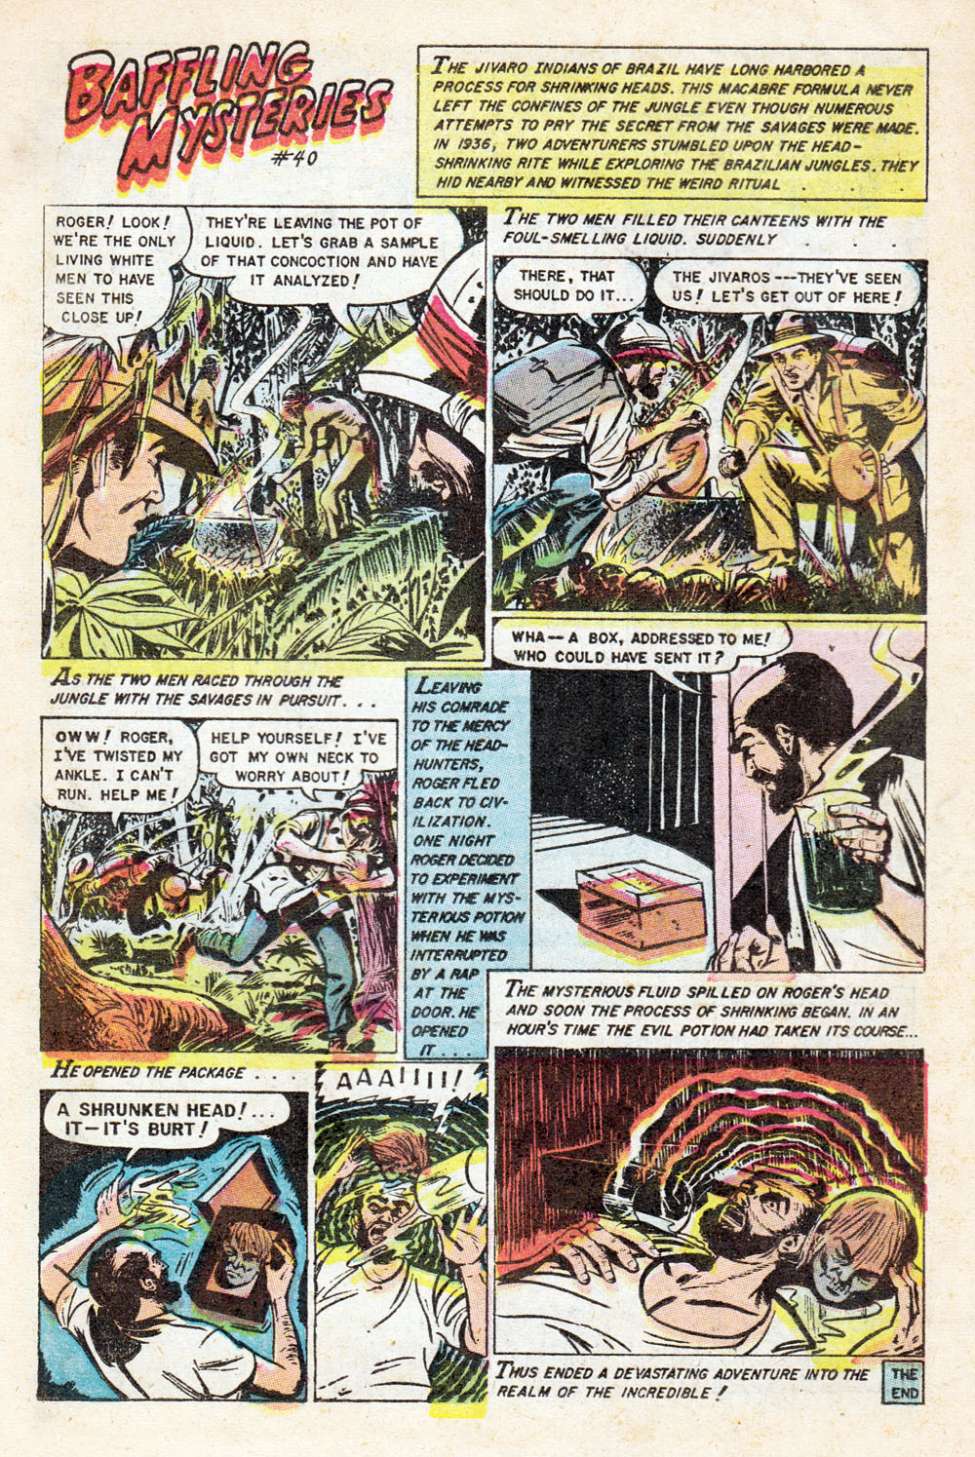 BAFFLING
MYSTERIES
#40
THE JIVARO INDIANS OF BRAZIL HAVE LONG HARBORED A
PROCESS FOR SHRINKING HEADS. THIS MACABRE FORMULA NEVER
LEFT THE CONFINES OF THE JUNGLE EVEN THOUGH NUMEROUS
ATTEMPTS TO PRY THE SECRET FROM THE SAVAGES WERE MADE.
IN 1936, TWO ADVENTURERS STUMBLED UPON THE HEAD-
SHRINKING RITE WHILE EXPLORING THE BRAZILIAN JUNGLES. THEY
HID NEARBY AND WITNESSED THE WEIRD RITUAL . . . .
ROGER! LOOK!
WE'RE THE ONLY
LIVING WHITE
MEN TO HAVE
SEEN THIS
CLOSE UP!
THEY'RE LEAVING THE POT OF
LIQUID. LET'S GRAB A SAMPLE
OF THAT CONCOCTION AND HAVE
IT ANALYZED!
THE TWO MEN FILLED THEIR CANTEENS WITH THE
FOUL-SMELLING LIQUID. SUDDENLY . . . .
THERE, THAT
SHOULD DO IT...
THE JIVAROS---THEY'VE SEEN
US! LET'S GET OUT OF HERE!
AS THE TWO MEN RACED THROUGH THE
JUNGLE WITH THE SAVAGES IN PURSUIT. . .
OWW! ROGER,
I'VE TWISTED MY
ANKLE. I CAN'T
RUN. HELP ME!
HELP YOURSELF! I'VE
GOT MY OWN NECK TO
WORRY ABOUT!
LEAVING
HIS COMRADE
TO THE MERCY
OF THE HEAD-
HUNTERS,
ROGER FLED
BACK TO CIV-
ILIZATION.
ONE NIGHT
ROGER DECIDED
TO EXPERIMENT
WITH THE MYS-
TERIOUS POTION
WHEN HE WAS
INTERRUPTED
BY A RAP
AT THE
DOOR. HE
OPENED
IT . . .
WHA-- A BOX, ADDRESSED TO ME!
WHO COULD HAVE SENT IT?
HE OPENED THE PACKAGE . . . .
A SHRUNKEN HEAD!...
IT--IT'S BURT!
AAAIIII!
THE MYSTERIOUS FLUID SPILLED ON ROGER'S HEAD
AND SOON THE PROCESS OF SHRINKING BEGAN. IN AN
HOUR'S TIME THE EVIL POTION HAD TAKEN ITS COURSE...
THUS ENDED A DEVASTATING ADVENTURE INTO THE
REALM OF THE INCREDIBLE!
THE
END